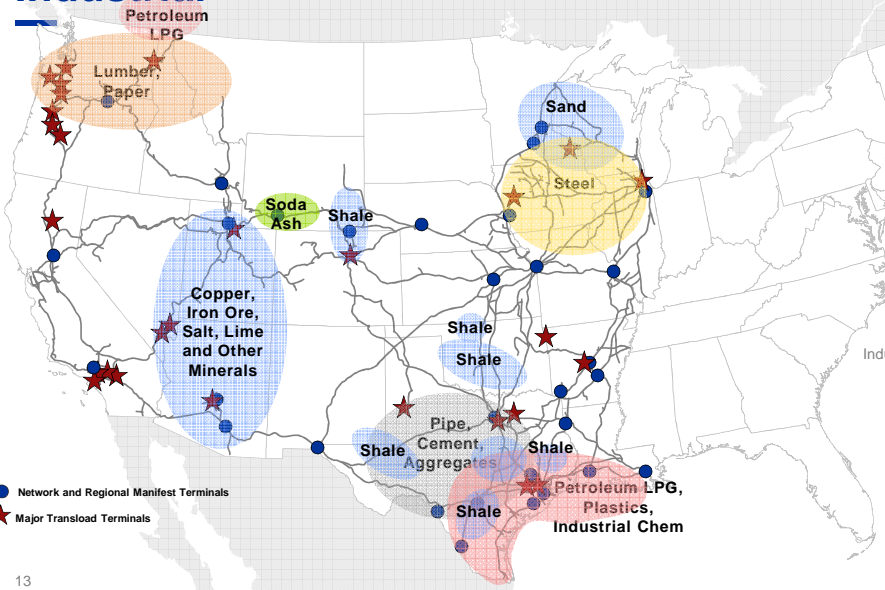 Petroleum
LPG
Lumber,
Paper
Sand
Steel
Soda
Ash
Shale
Copper,
Iron Ore,
Salt, Lime
and Other
Minerals
Shale
Shale
Pipe,
Cement
Aggregates
Shale
Shale
Shale
Petroleum LPG,
Plastics,
Industrial Chem
Network and Regional Manifest Terminals
Major Transload Terminals
13